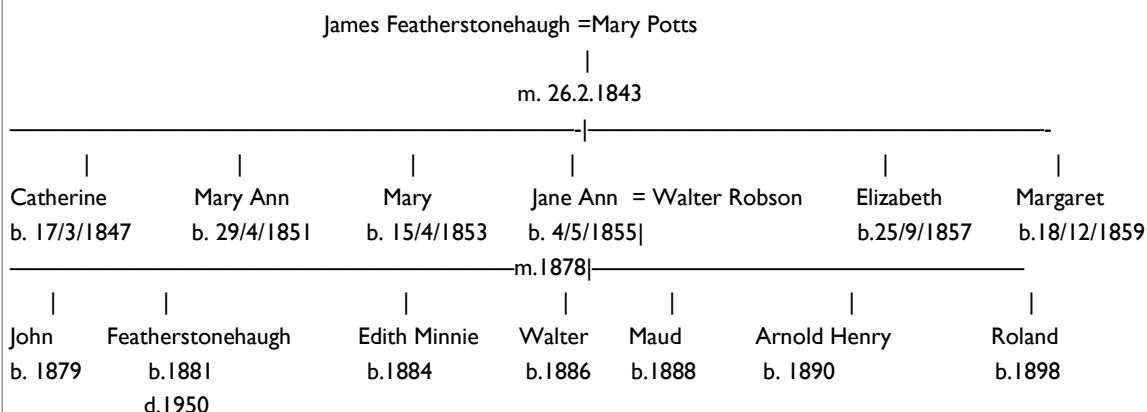 James Featherstonehaugh =Mary Potts
|
m. 26.2.1843
————————————————-|————————————————-
| | | | | |
Catherine Mary Ann Mary Jane Ann = Walter Robson Elizabeth Margaret
b. 17/3/1847 b. 29/4/1851 b. 15/4/1853 b. 4/5/1855| b.25/9/1857 b.18/12/1859
————————————————m.1878|————————————————
| | | | | | |
John Featherstonehaugh Edith Minnie Walter Maud Arnold Henry Roland
b. 1879 b.1881 b.1884 b.1886 b.1888 b. 1890 b.1898
d.1950